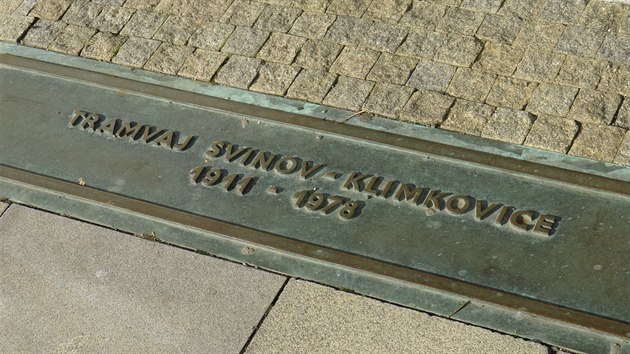 TRAMVAJ SVINOV - KLIMKOVICE
1911 - 1978